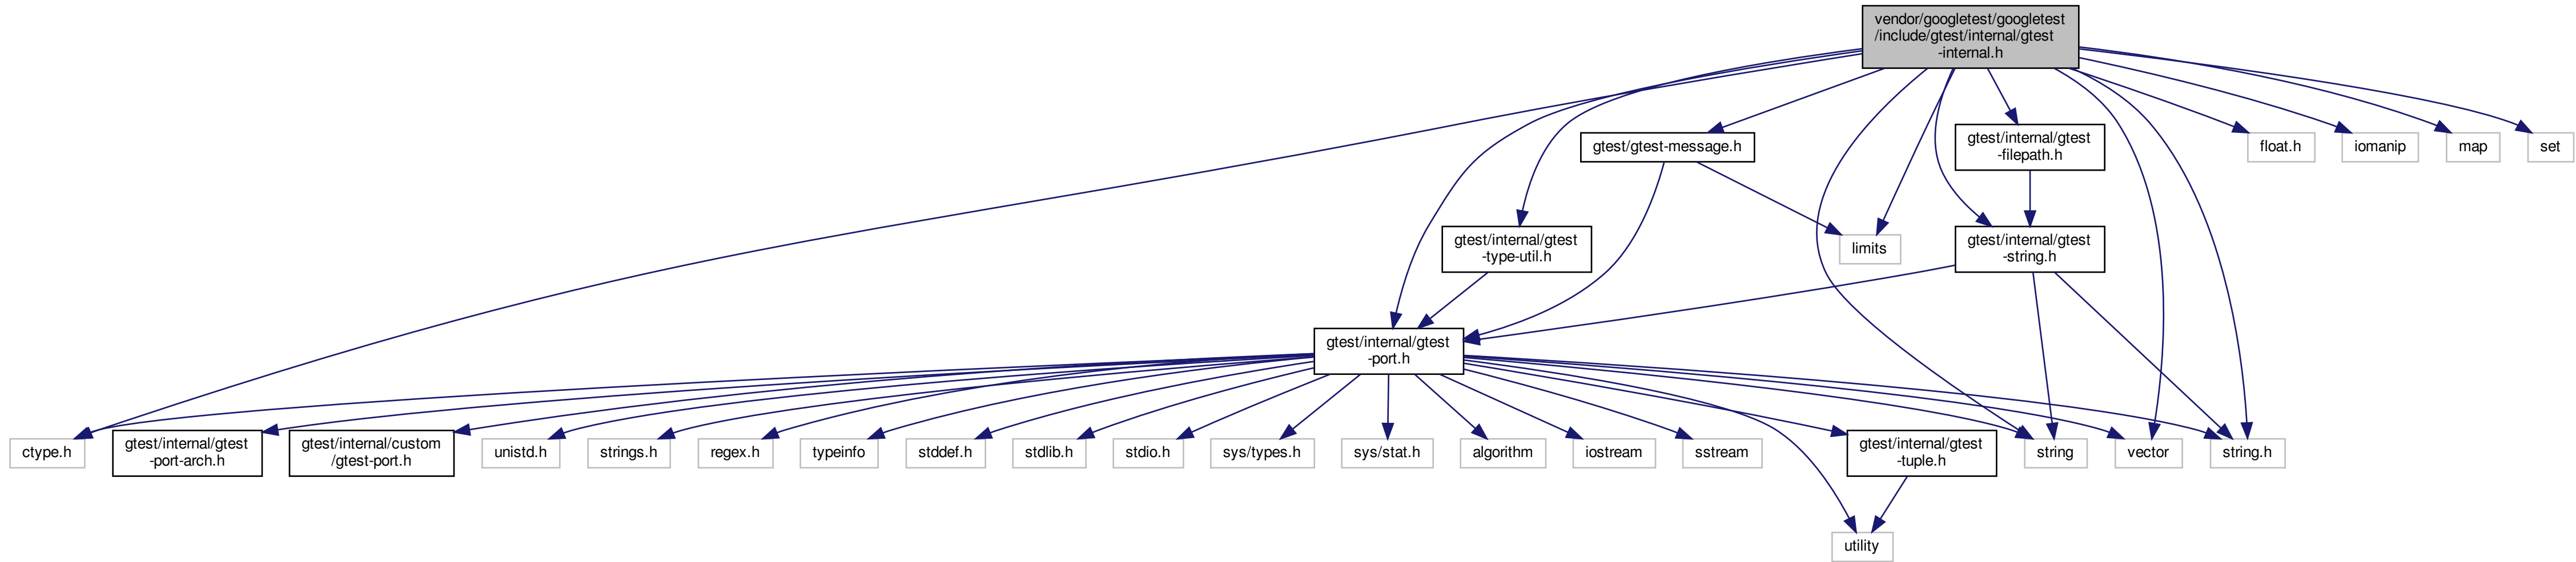 vendor/googletest/googletest
/include/gtest/internal/gtest
-internal.h
gtest/gtest-message.h
gtest/internal/gtest
-filepath.h
float.h
iomanip
map
set
gtest/internal/gtest
-type-util.h
limits
gtest/internal/gtest
-string.h
gtest/internal/gtest
-port.h
ctype.h
gtest/internal/gtest
-port-arch.h
gtest/internal/custom
/gtest-port.h
unistd.h
strings.h
regex.h
typeinfo
stddef.h
stdlib.h
stdio.h
sys/types.h
sys/stat.h
algorithm
iostream
sstream
gtest/internal/gtest
-tuple.h
string
vector
string.h
utility